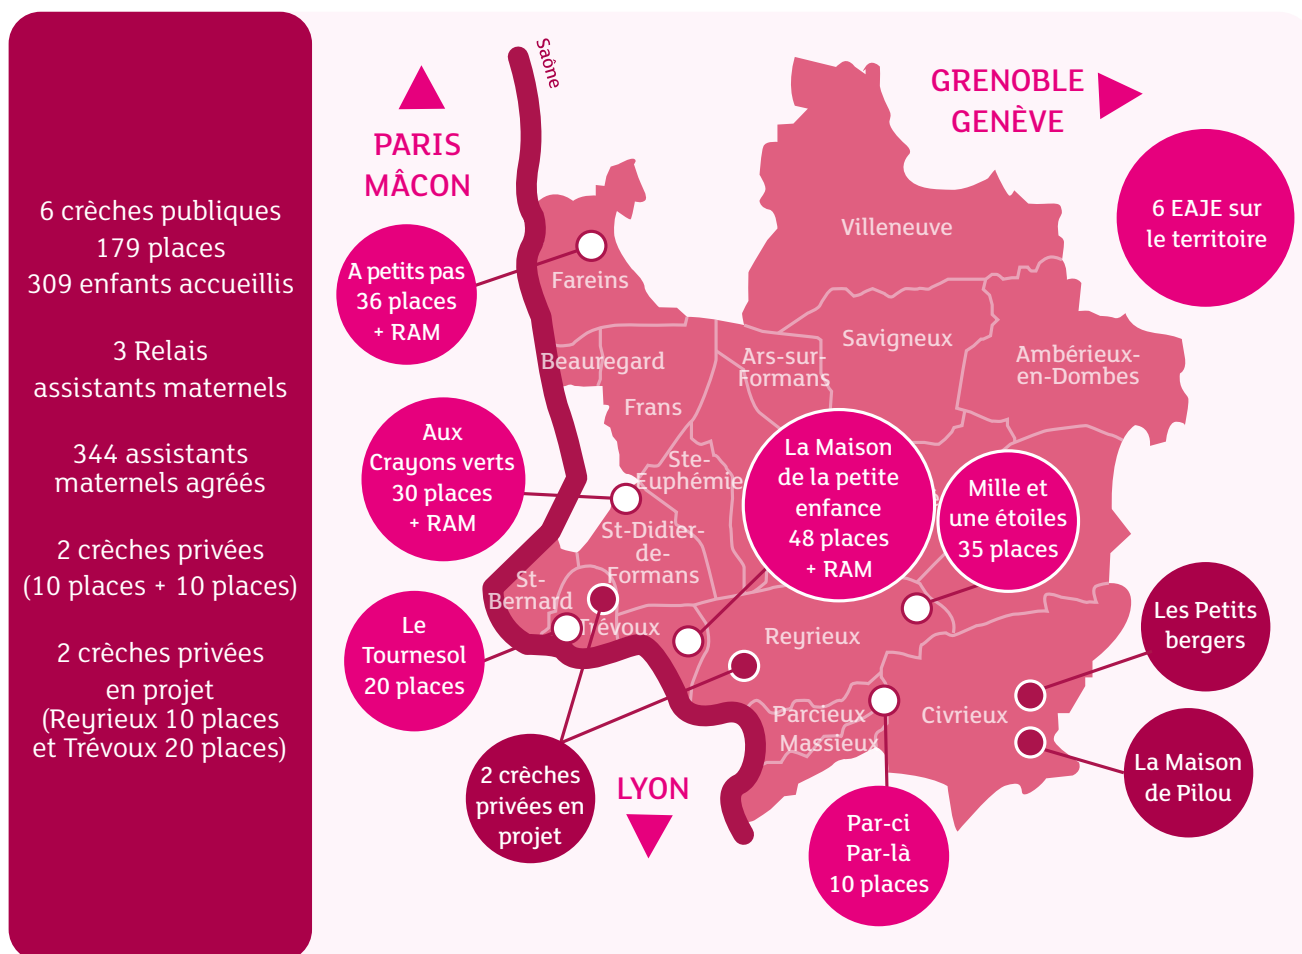 6 crèches publiques
179 places
309 enfants accueillis
3 Relais
assistants maternels
344 assistants
maternels agréés
2 crèches privées
(10 places + 10 places)
2 crèches privées
en projet
(Reyrieux 10 places
et Trévoux 20 places)
Saône
PARIS
MÂCON
GRENOBLE
GENÈVE
6 EAJE sur
le territoire
A petits pas
36 places
+ RAM
Fareins
Villeneuve
Beauregard
Ars-sur-
Formans
Savigneux
Ambérieux-
en-Dombes
Frans
Aux
Crayons verts
30 places
+ RAM
Ste-
Euphémie
La Maison
de la petite
enfance
48 places
+ RAM
Mille et
une étoiles
35 places
St-Didier-
de-
Formans
St-
Bernard
Trévoux
Le
Tournesol
20 places
Reyrieux
Les Petits
bergers
Parcieux
Massieux
Civrieux
La Maison
de Pilou
2 crèches
privées en
projet
LYON
Par-ci
Par-là
10 places